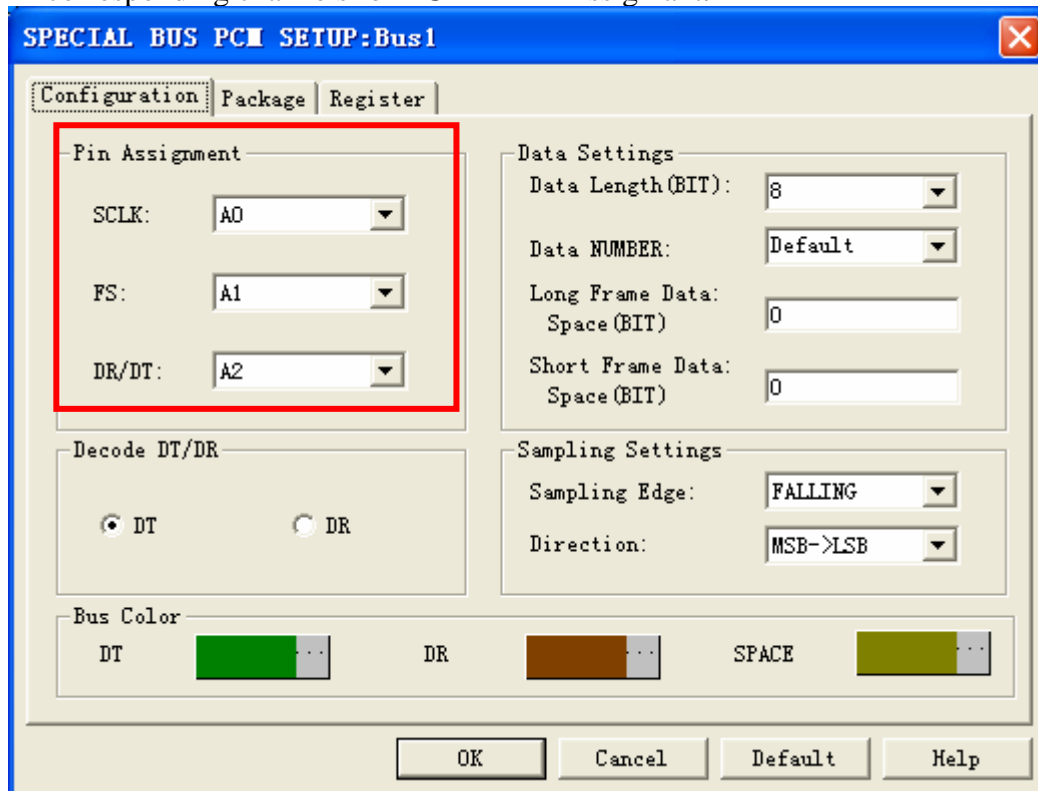 SPECIAL BUS PCM SETUP:Bus1
Configuration Package Register
Pin Assignment
SCLK: A0
FS: A1
DR/DT: A2
Data Settings
Data Length(BIT): 8
Data NUMBER: Default
Long Frame Data:
Space(BIT) 0
Short Frame Data:
Space(BIT) 0
Decode DT/DR
DT DR
Sampling Settings
Sampling Edge: FALLING
Direction: MSB->LSB
Bus Color
DT ... DR ... SPACE ...
OK Cancel Default Help